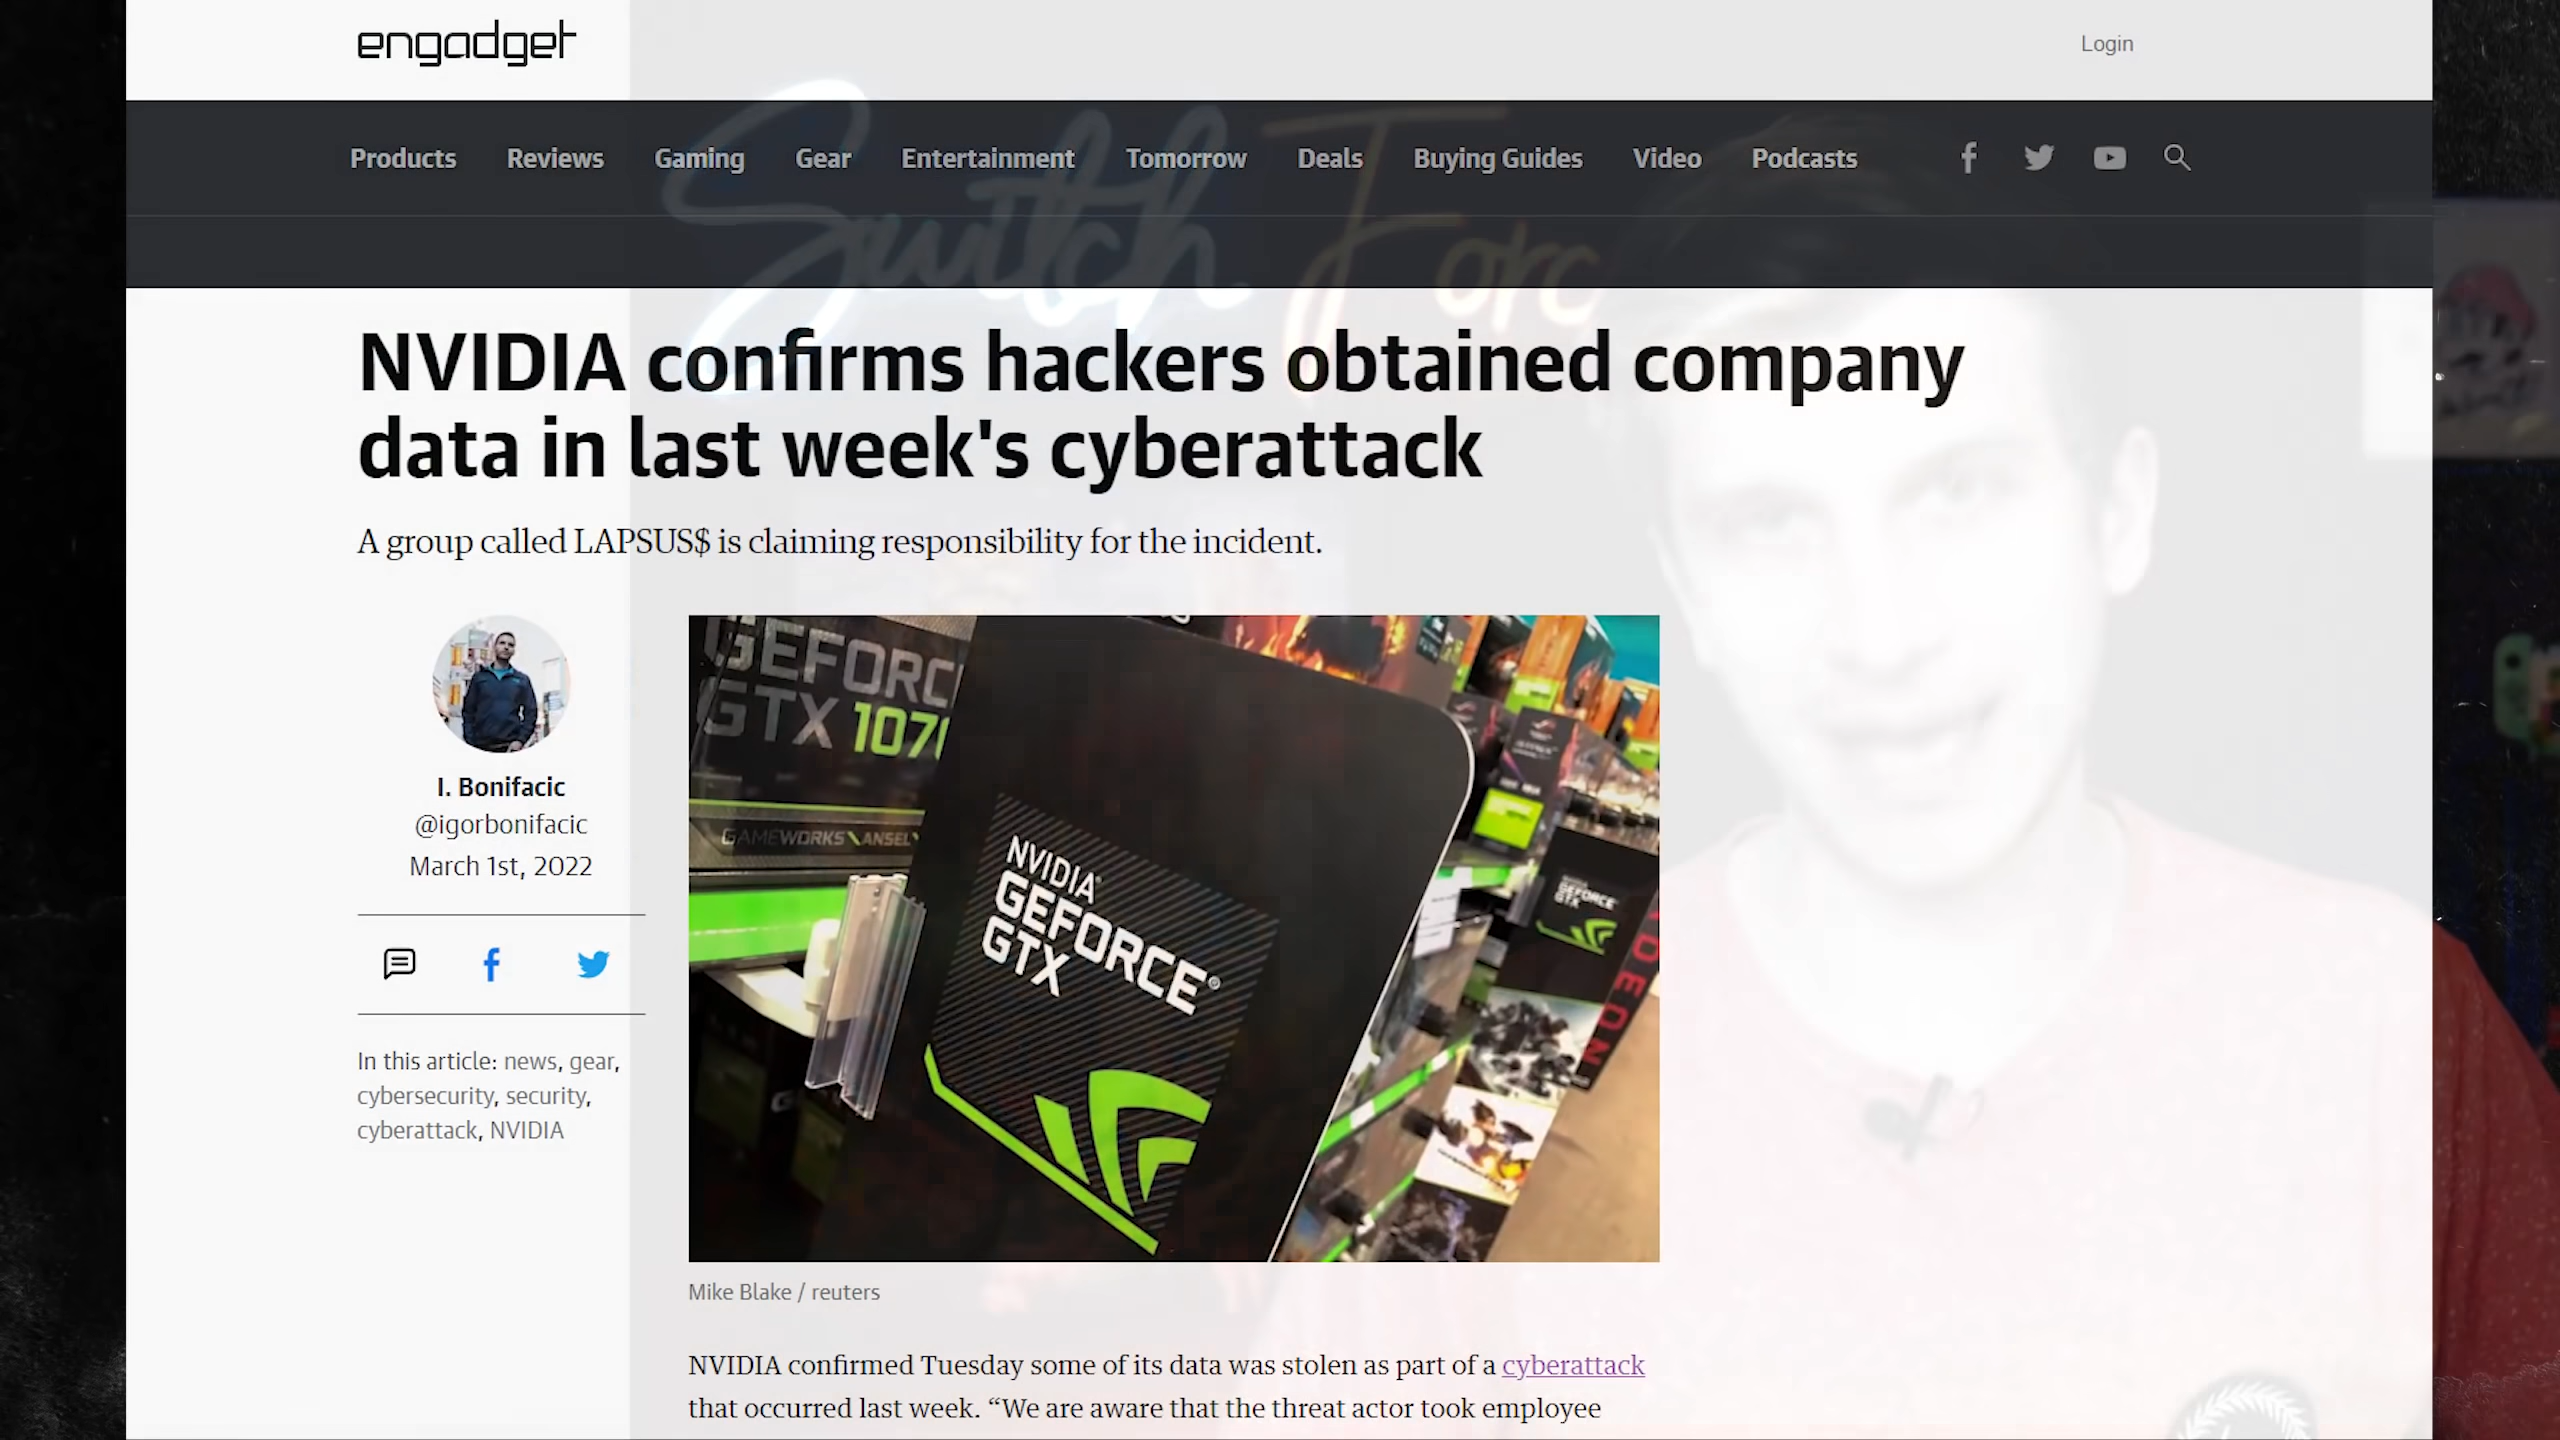 engadget
Login
Products Reviews Gaming Gear Entertainment Tomorrow Deals Buying Guides Video Podcasts
Switch Forc
NVIDIA confirms hackers obtained company
data in last week's cyberattack
A group called LAPSUS$ is claiming responsibility for the incident.
I. Bonifacic
@igorbonifacic
March 1st, 2022
In this article: news, gear,
cybersecurity, security,
cyberattack, NVIDIA
GEFORC
GTX 107
GAMEWORKS ANSEL
NVIDIA
GEFORCE®
GTX
GEFORCE
GTX
Mike Blake / reuters
NVIDIA confirmed Tuesday some of its data was stolen as part of a cyberattack
that occurred last week. “We are aware that the threat actor took employee